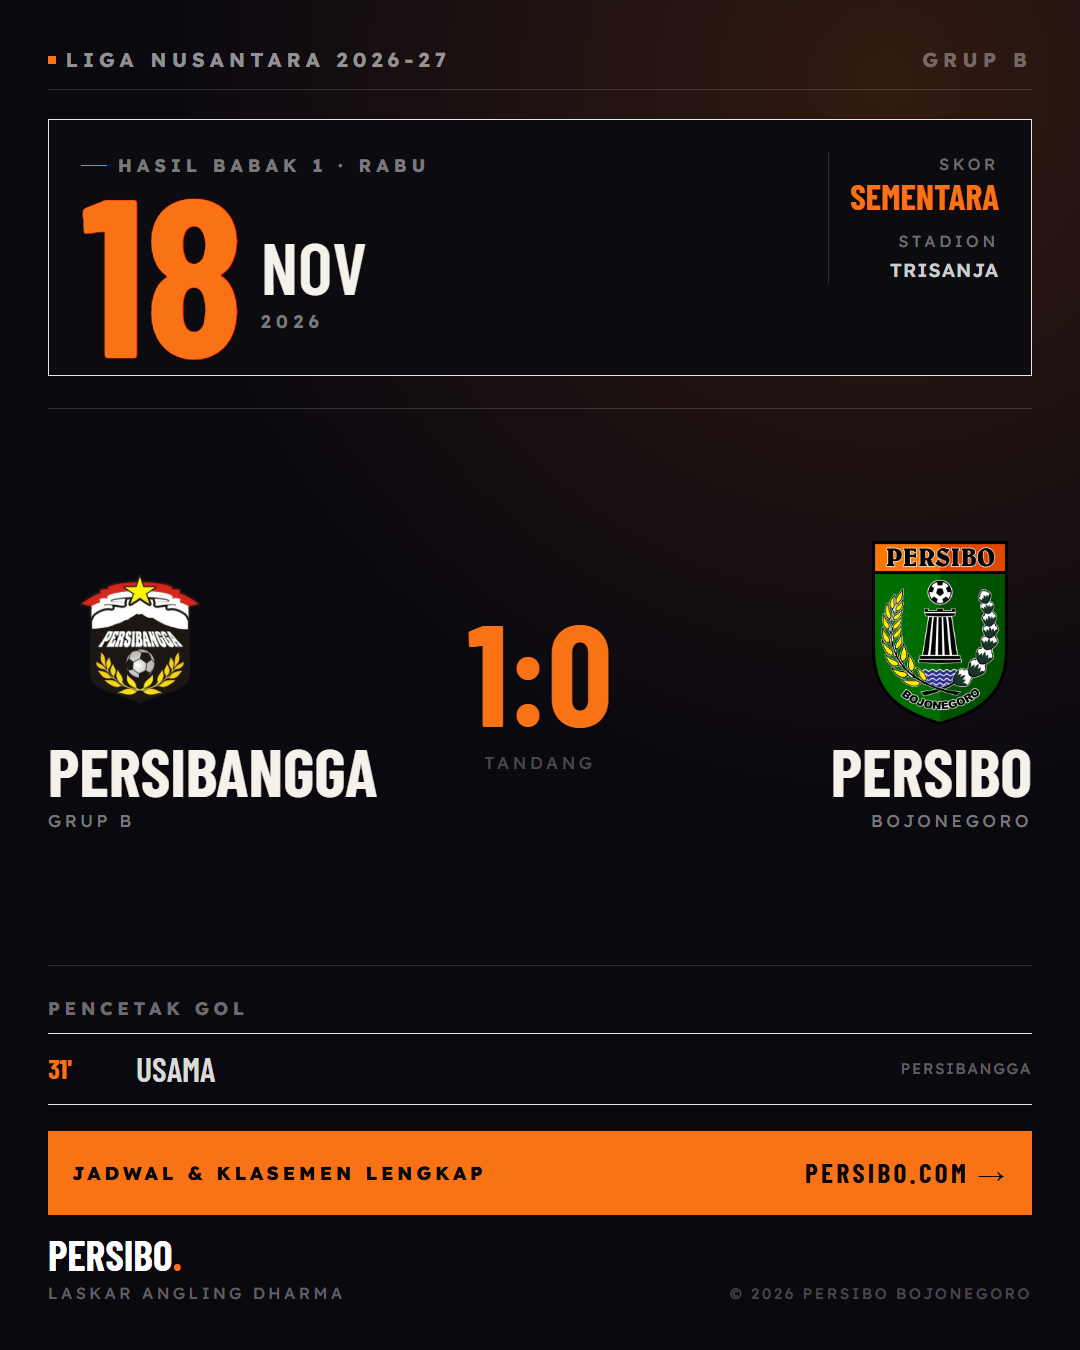 LIGA NUSANTARA 2026-27
GRUP B
HASIL BABAK 1 · RABU
18
NOV
2026
SKOR
SEMENTARA
STADION
TRISANJA
PERSIBANGGA
PERSIBO
BOJONEGORO
1:0
TANDANG
PERSIBANGGA
GRUP B
PERSIBO
BOJONEGORO
PENCETAK GOL
31' USAMA PERSIBANGGA
JADWAL & KLASEMEN LENGKAP
PERSIBO.COM →
PERSIBO.
LASKAR ANGLING DHARMA
© 2026 PERSIBO BOJONEGORO